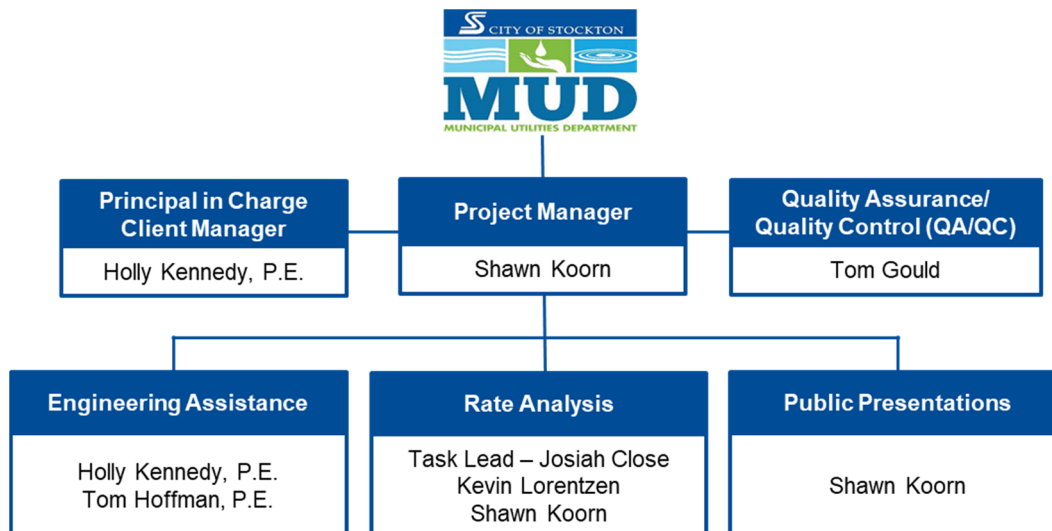 CITY OF STOCKTON
MUD
MUNICIPAL UTILITIES DEPARTMENT
Principal in Charge
Client Manager
Holly Kennedy, P.E.
Project Manager
Shawn Koorn
Quality Assurance/
Quality Control (QA/QC)
Tom Gould
Engineering Assistance
Holly Kennedy, P.E.
Tom Hoffman, P.E.
Rate Analysis
Task Lead – Josiah Close
Kevin Lorentzen
Shawn Koorn
Public Presentations
Shawn Koorn